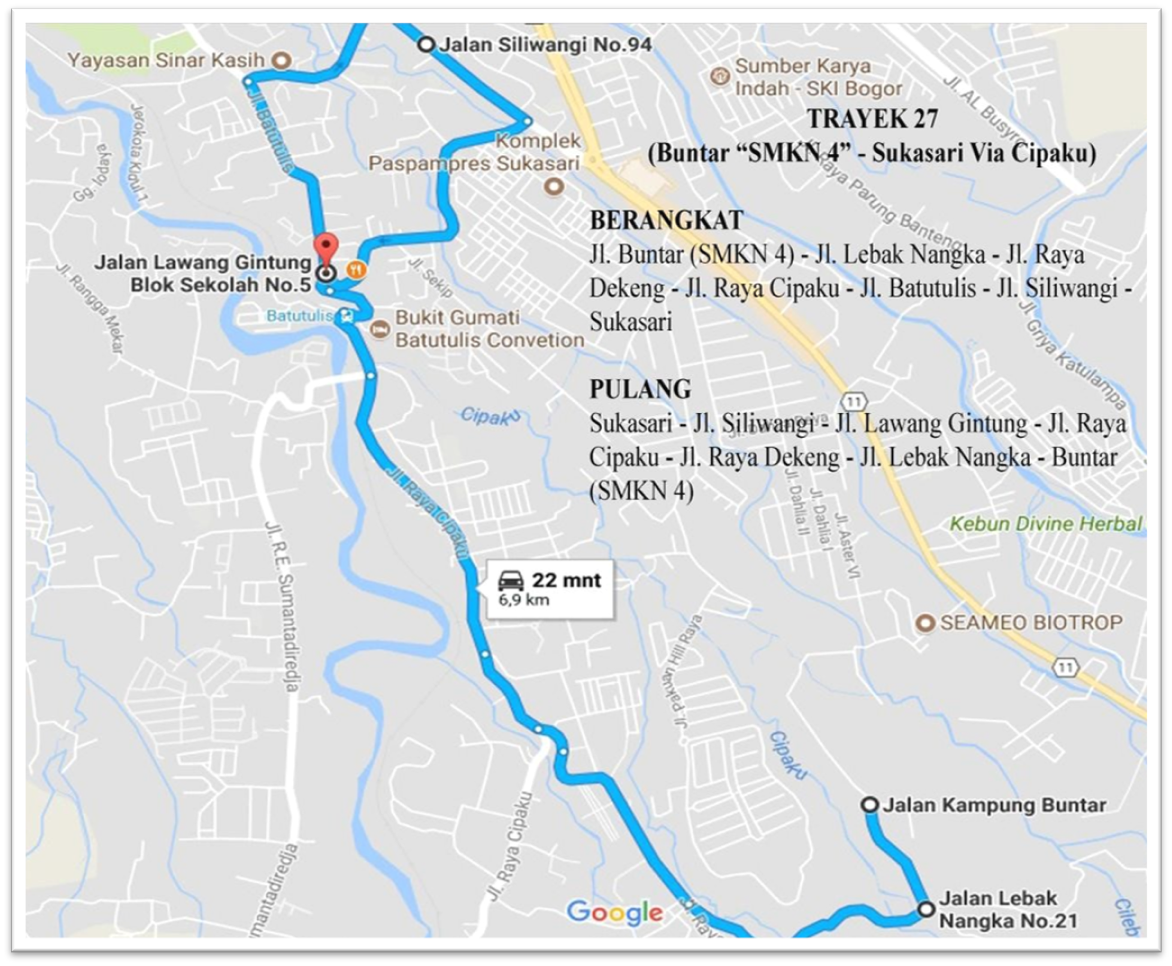 Jalan Siliwangi No.94
Yayasan Sinar Kasih
Sumber Karya
Indah - SKI Bogor
Jl. AL Busyro
TRAYEK 27
(Buntar “SMKN 4” - Sukasari Via Cipaku)
Jl. Batutulis
Jerokota Kidul 1
Gg. Idola
Komplek
Paspampres Sukasari
Raya Parung Banteng
BERANGKAT
Jl. Buntar (SMKN 4) - Jl. Lebak Nangka - Jl. Raya
Dekeng - Jl. Raya Cipaku - Jl. Batutulis - Jl. Siliwangi -
Sukasari
Jalan Lawang Gintung
Blok Sekolah No.5
Jl. Sekip
Jl. Rangga Mekar
Batutulis
Bukit Gumati
Batutulis Convetion
Jl. Griya Katulampa
PULANG
Sukasari - Jl. Siliwangi - Jl. Lawang Gintung - Jl. Raya
Cipaku - Jl. Raya Dekeng - Jl. Lebak Nangka - Buntar
(SMKN 4)
11
Cipaku
Jl. Raya Cipaku
Jl. Dahlia II
Jl. Dahlia I
Jl. Aster VI
Kebun Divine Herbal
Jl. R.E. Sumantadiredja
22 mnt
6,9 km
SEAMEO BIOTROP
11
Jl. Pakuan Hill Raya
Cipaku
Jalan Kampung Buntar
Jl. Raya Cipaku
umantadiredja
Google
Jl. Raya
Jalan Lebak
Nangka No.21
Cileb